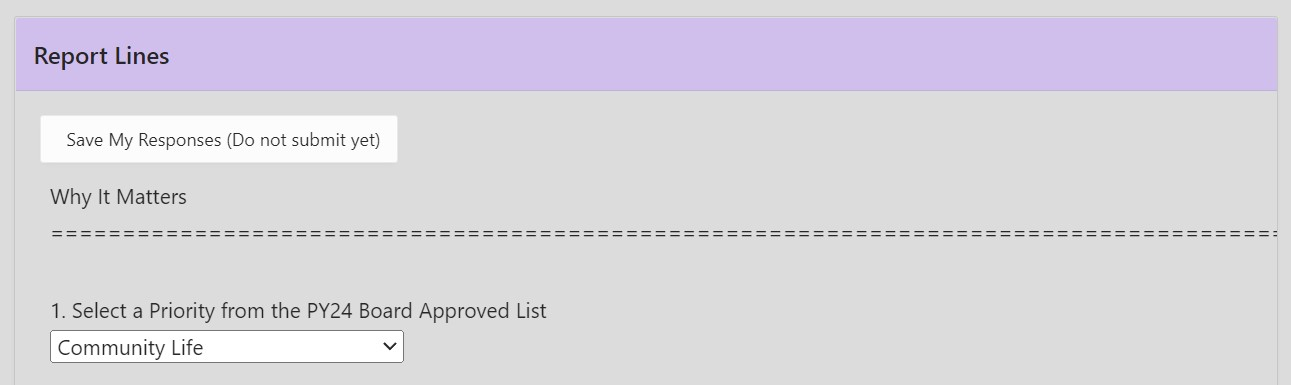 Report Lines
Save My Responses (Do not submit yet)
Why It Matters
=====================================================================================
1. Select a Priority from the PY24 Board Approved List
Community Life